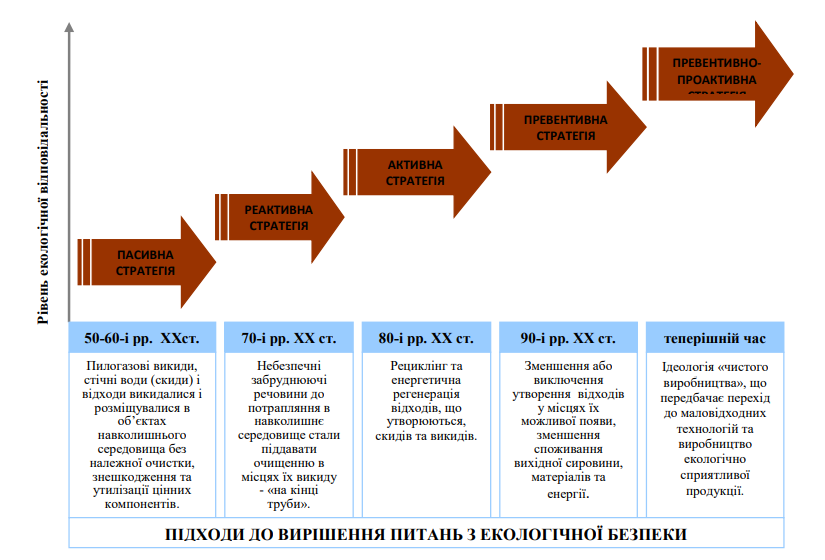 Рівень екологічної відповідальності
ПАСИВНА
СТРАТЕГІЯ
РЕАКТИВНА
СТРАТЕГІЯ
АКТИВНА
СТРАТЕГІЯ
ПРЕВЕНТИВНА
СТРАТЕГІЯ
ПРЕВЕНТИВНО-
ПРОАКТИВНА
СТРАТЕГІЯ
50-60-і рр. ХХст.
Пилогазові викиди,
стічні води (скиди) і
відходи викидалися і
розміщувалися в
об’єктах
навколишнього
середовища без
належної очистки,
знешкодження та
утилізації цінних
компонентів.
70-і рр. ХХ ст.
Небезпечні
забруднюючі
речовини до
потрапляння в
навколишнє
середовище стали
піддавати
очищенню в
місцях їх викиду
- «на кінці
труби».
80-і рр. ХХ ст.
Рециклінг та
енергетична
регенерація
відходів, що
утворюються,
скидів та викидів.
90-і рр. ХХ ст.
Зменшення або
виключення
утворення відходів
у місцях їх
можливої появи,
зменшення
споживання
вихідної сировини,
матеріалів та
енергії.
теперішній час
Ідеологія «чистого
виробництва», що
передбачає перехід
до маловідходних
технологій та
виробництво
екологічно
сприятливої
продукції.
ПІДХОДИ ДО ВИРІШЕННЯ ПИТАНЬ З ЕКОЛОГІЧНОЇ БЕЗПЕКИ